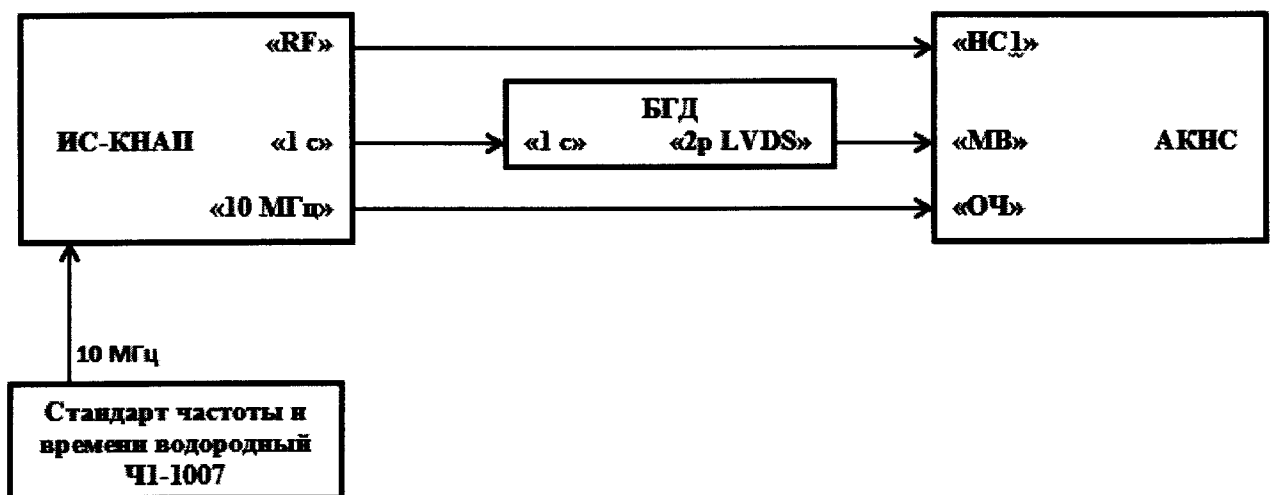 «RF»
«НС1»
БГД
ИС-КНАП
«1 с»
«1 с»
«2р LVDS»
«МВ»
АКНС
«10 МГц»
«ОЧ»
10 МГц
Стандарт частоты и
времени водородный
Ч1-1007